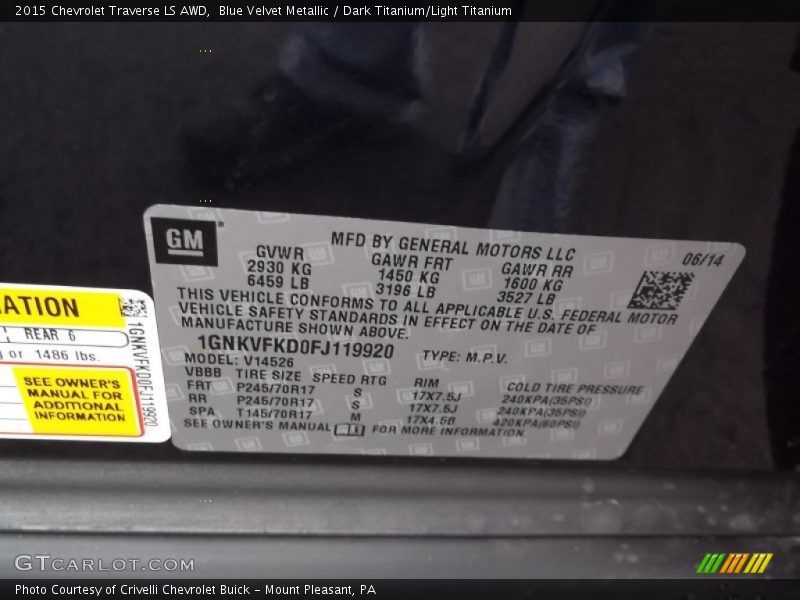 2015 Chevrolet Traverse LS AWD,  Blue Velvet Metallic / Dark Titanium/Light Titanium
GM
MFD BY GENERAL MOTORS LLC
06/14
GVWR GAWR FRT GAWR RR
2930 KG 1450 KG 1600 KG
6459 LB 3196 LB 3527 LB
THIS VEHICLE CONFORMS TO ALL APPLICABLE U.S. FEDERAL MOTOR
VEHICLE SAFETY STANDARDS IN EFFECT ON THE DATE OF
MANUFACTURE SHOWN ABOVE.
1GNKVFKD0FJ119920 TYPE: M.P.V.
MODEL: V14526
VBBB TIRE SIZE SPEED RTG RIM COLD TIRE PRESSURE
FRT P245/70R17 S 17X7.5J 240KPA(35PSI)
RR P245/70R17 S 17X7.5J 240KPA(35PSI)
SPA T145/70R17 M 17X4.5B 420KPA(60PSI)
SEE OWNER'S MANUAL FOR MORE INFORMATION
ATION
REAR 5
or 1486 lbs.
SEE OWNER'S
MANUAL FOR
ADDITIONAL
INFORMATION
1GNKVFKD0FJ119920
GTCARLOT.COM
Photo Courtesy of Crivelli Chevrolet Buick - Mount Pleasant, PA